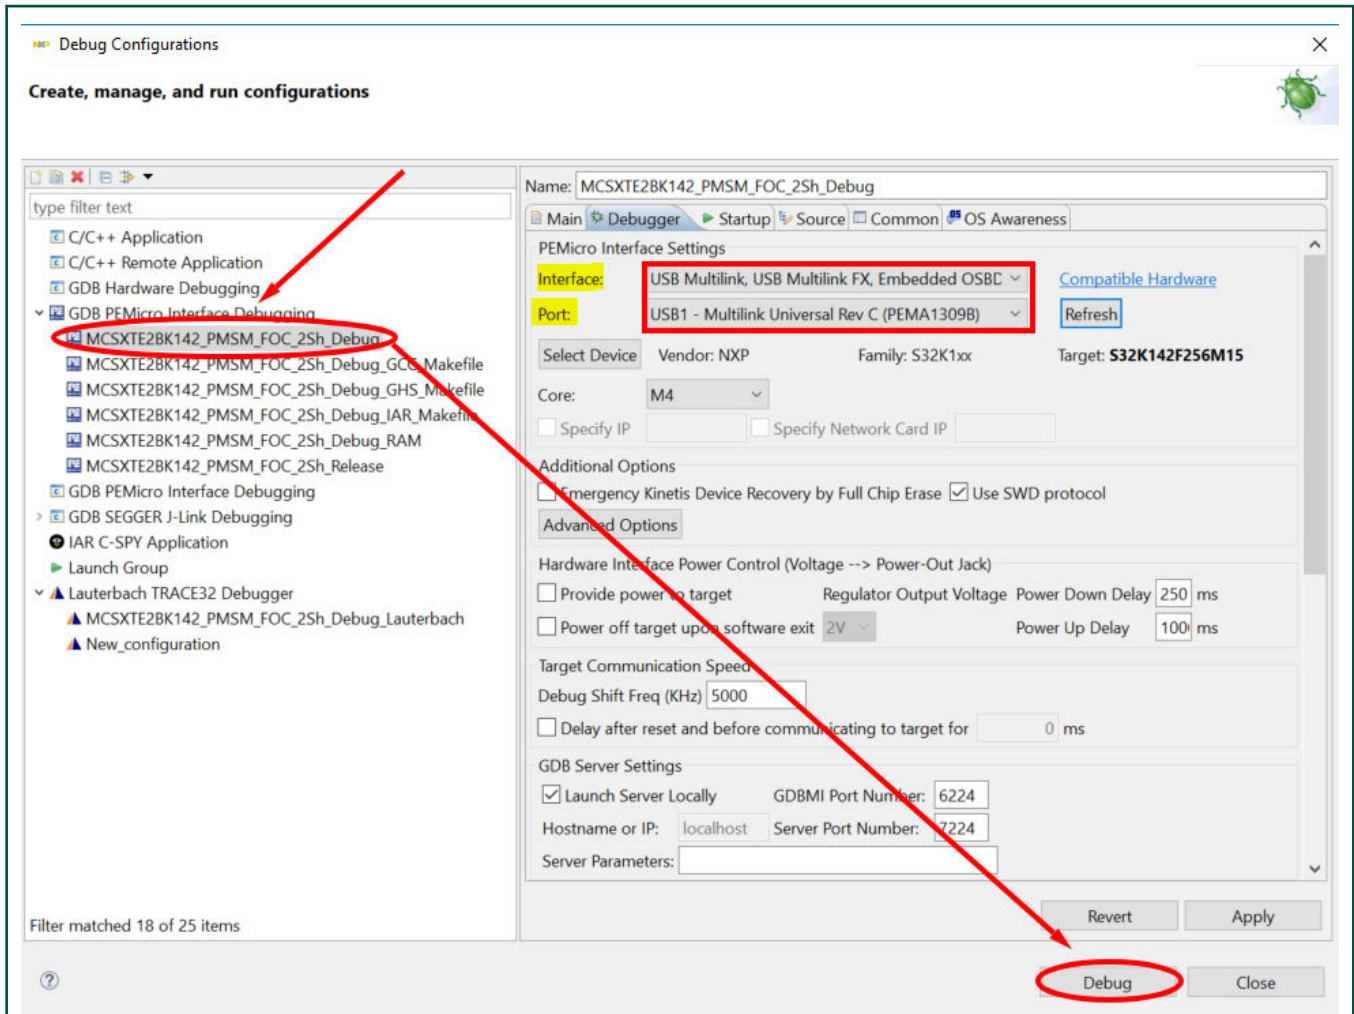 NXP Debug Configurations
Create, manage, and run configurations
type filter text
C/C++ Application
C/C++ Remote Application
GDB Hardware Debugging
GDB PEMicro Interface Debugging
MCSXTE2BK142_PMSM_FOC_2Sh_Debug
MCSXTE2BK142_PMSM_FOC_2Sh_Debug_GCC_Makefile
MCSXTE2BK142_PMSM_FOC_2Sh_Debug_GHS_Makefile
MCSXTE2BK142_PMSM_FOC_2Sh_Debug_IAR_Makefile
MCSXTE2BK142_PMSM_FOC_2Sh_Debug_RAM
MCSXTE2BK142_PMSM_FOC_2Sh_Release
GDB PEMicro Interface Debugging
GDB SEGGER J-Link Debugging
IAR C-SPY Application
Launch Group
Lauterbach TRACE32 Debugger
MCSXTE2BK142_PMSM_FOC_2Sh_Debug_Lauterbach
New_configuration
Filter matched 18 of 25 items
Name: MCSXTE2BK142_PMSM_FOC_2Sh_Debug
Main Debugger Startup Source Common OS Awareness
PEMicro Interface Settings
Interface: USB Multilink, USB Multilink FX, Embedded OSBD Compatible Hardware
Port: USB1 - Multilink Universal Rev C (PEMA1309B) Refresh
Select Device Vendor: NXP Family: S32K1xx Target: S32K142F256M15
Core: M4
Specify IP Specify Network Card IP
Additional Options
Emergency Kinetis Device Recovery by Full Chip Erase Use SWD protocol
Advanced Options
Hardware Interface Power Control (Voltage --> Power-Out Jack)
Provide power to target Regulator Output Voltage Power Down Delay 250 ms
Power off target upon software exit 2V Power Up Delay 100 ms
Target Communication Speed
Debug Shift Freq (KHz) 5000
Delay after reset and before communicating to target for 0 ms
GDB Server Settings
Launch Server Locally GDBMI Port Number: 6224
Hostname or IP: localhost Server Port Number: 7224
Server Parameters:
Revert Apply
Debug Close